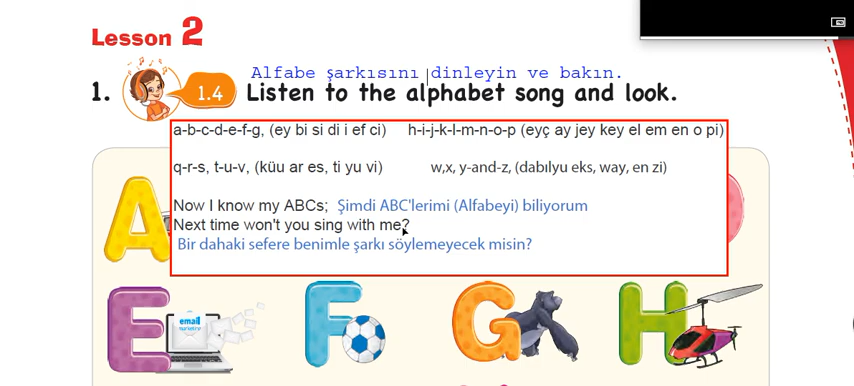 Lesson 2
Alfabe şarkısını dinleyin ve bakın.
1. 1.4 Listen to the alphabet song and look.
a-b-c-d-e-f-g, (ey bi si di i ef ci) h-i-j-k-l-m-n-o-p (eyç ay jey key el em en o pi)
q-r-s, t-u-v, (küu ar es, ti yu vi) w,x, y-and-z, (dabılyu eks, way, en zi)
Now I know my ABCs; Şimdi ABC'lerimi (Alfabeyi) biliyorum
Next time won't you sing with me?
Bir dahaki sefere benimle şarkı söylemeyecek misin?
A
E F G H
email
marketing